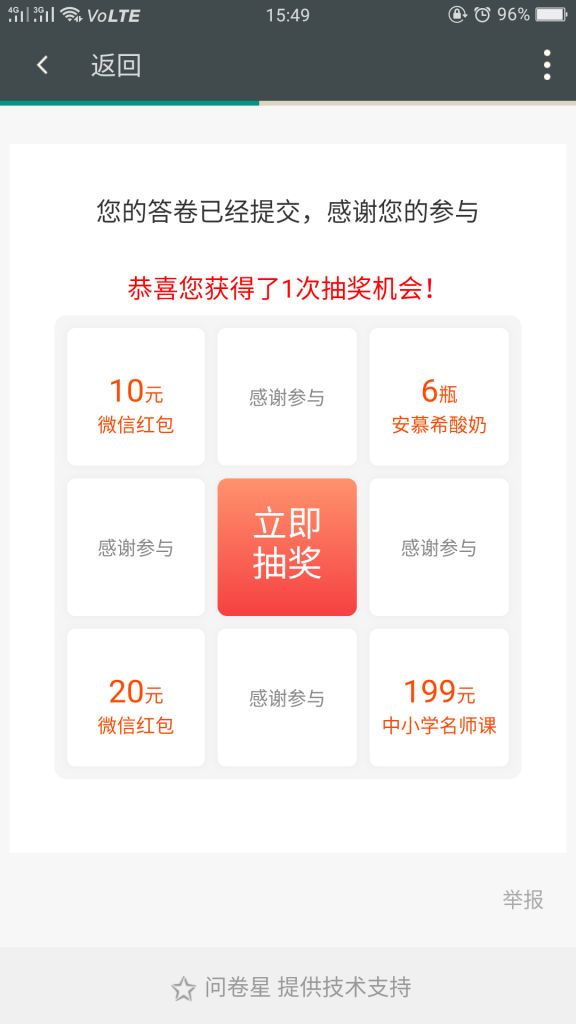 4G 3G VoLTE 15:49 96%
返回
您的答卷已经提交，感谢您的参与
恭喜您获得了1次抽奖机会！
10元
微信红包
感谢参与
6瓶
安慕希酸奶
感谢参与
立即
抽奖
感谢参与
20元
微信红包
感谢参与
199元
中小学名师课
举报
问卷星 提供技术支持